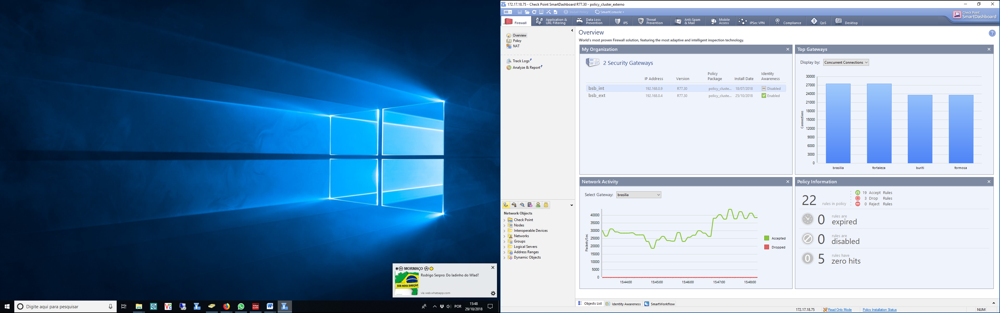 ✷⚽ MORMAÇO ⚽🌞
Rodrigo Serpro: Do ladinho do Wlad?
SOB NOVA DIREÇÃO
via web.whatsapp.com
Digite aqui para pesquisar
POR
15:48
29/10/2018
172.17.18.75 - Check Point SmartDashboard R77.30 - policy_cluster_externo
Install Policy
SmartConsole
Check Point
SmartDashboard
Firewall
Application &
URL Filtering
Data Loss
Prevention
IPS
Threat
Prevention
Anti-Spam
& Mail
Mobile
Access
IPSec VPN
Compliance
QoS
Desktop
Overview
Policy
NAT
Track Logs
Analyze & Report
Network Objects
Check Point
Nodes
Interoperable Devices
Networks
Groups
Logical Servers
Address Ranges
Dynamic Objects
Overview
World's most proven Firewall solution, featuring the most adaptive and intelligent inspection technology.
My Organization
2 Security Gateways
IP Address Version Policy Package Install Date Identity Awareness
bsb_int 192.168.0.9 R77.30 policy_cluste... 18/07/2018 Disabled
bsb_ext 192.168.0.4 R77.30 policy_cluste... 25/10/2018 Enabled
Top Gateways
Display by: Concurrent Connections
Connections
30000
27000
24000
21000
18000
15000
12000
9000
6000
3000
0
brasilia fortaleza buriti formosa
Network Activity
Select Gateway: brasilia
Packets/Sec
40000
35000
30000
25000
20000
15000
10000
5000
0
15:44:00 15:45:00 15:46:00 15:47:00 15:48:00
Accepted
Dropped
Policy Information
22 rules in policy
19 Accept Rules
3 Drop Rules
0 Reject Rules
0 rules are expired
0 rules are disabled
0 5 rules have zero hits
Objects List Identity Awareness SmartWorkflow
172.17.18.75 Read Only Mode Policy Installation Status NUM